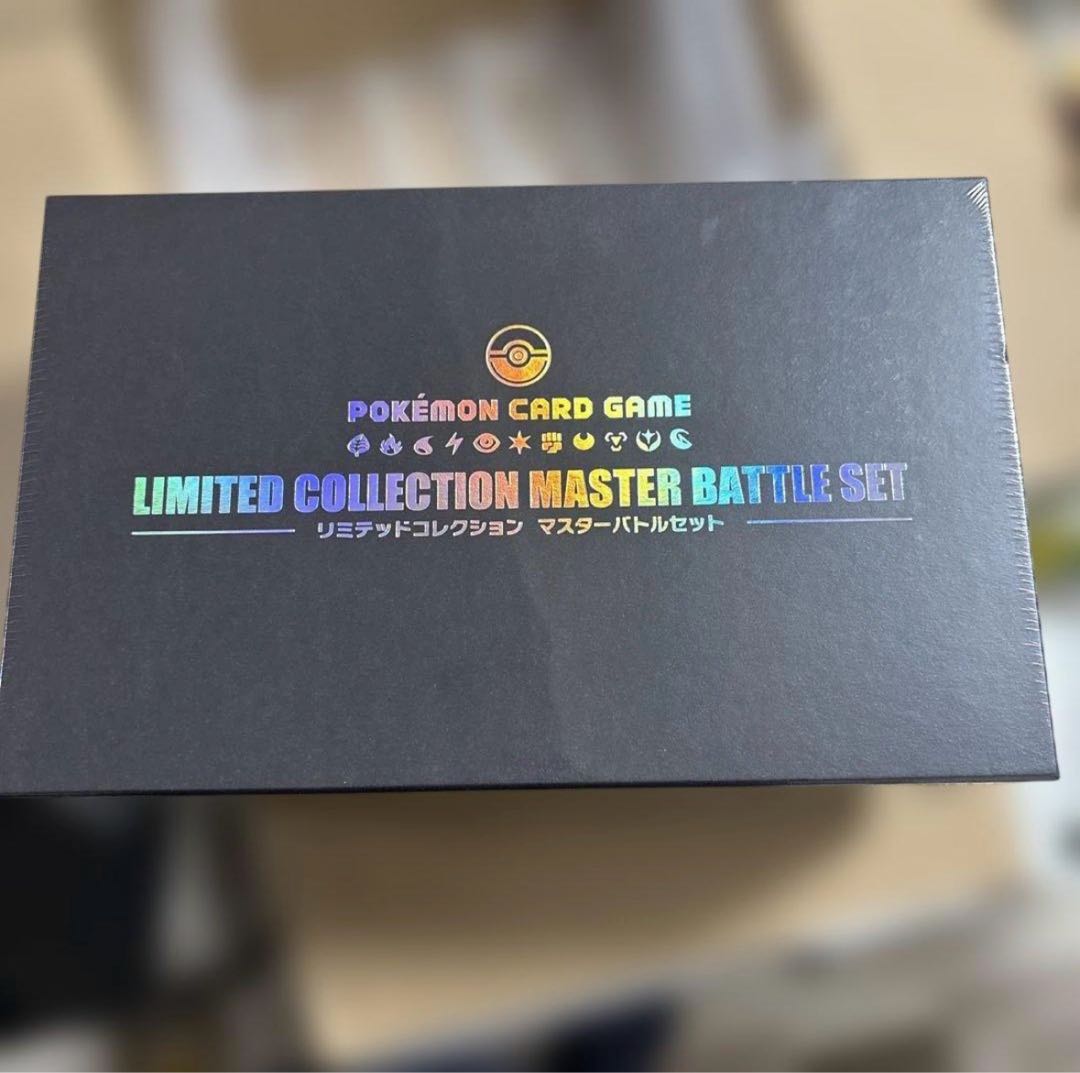 POKÉMON CARD GAME
LIMITED COLLECTION MASTER BATTLE SET
リミテッドコレクション マスターバトルセット